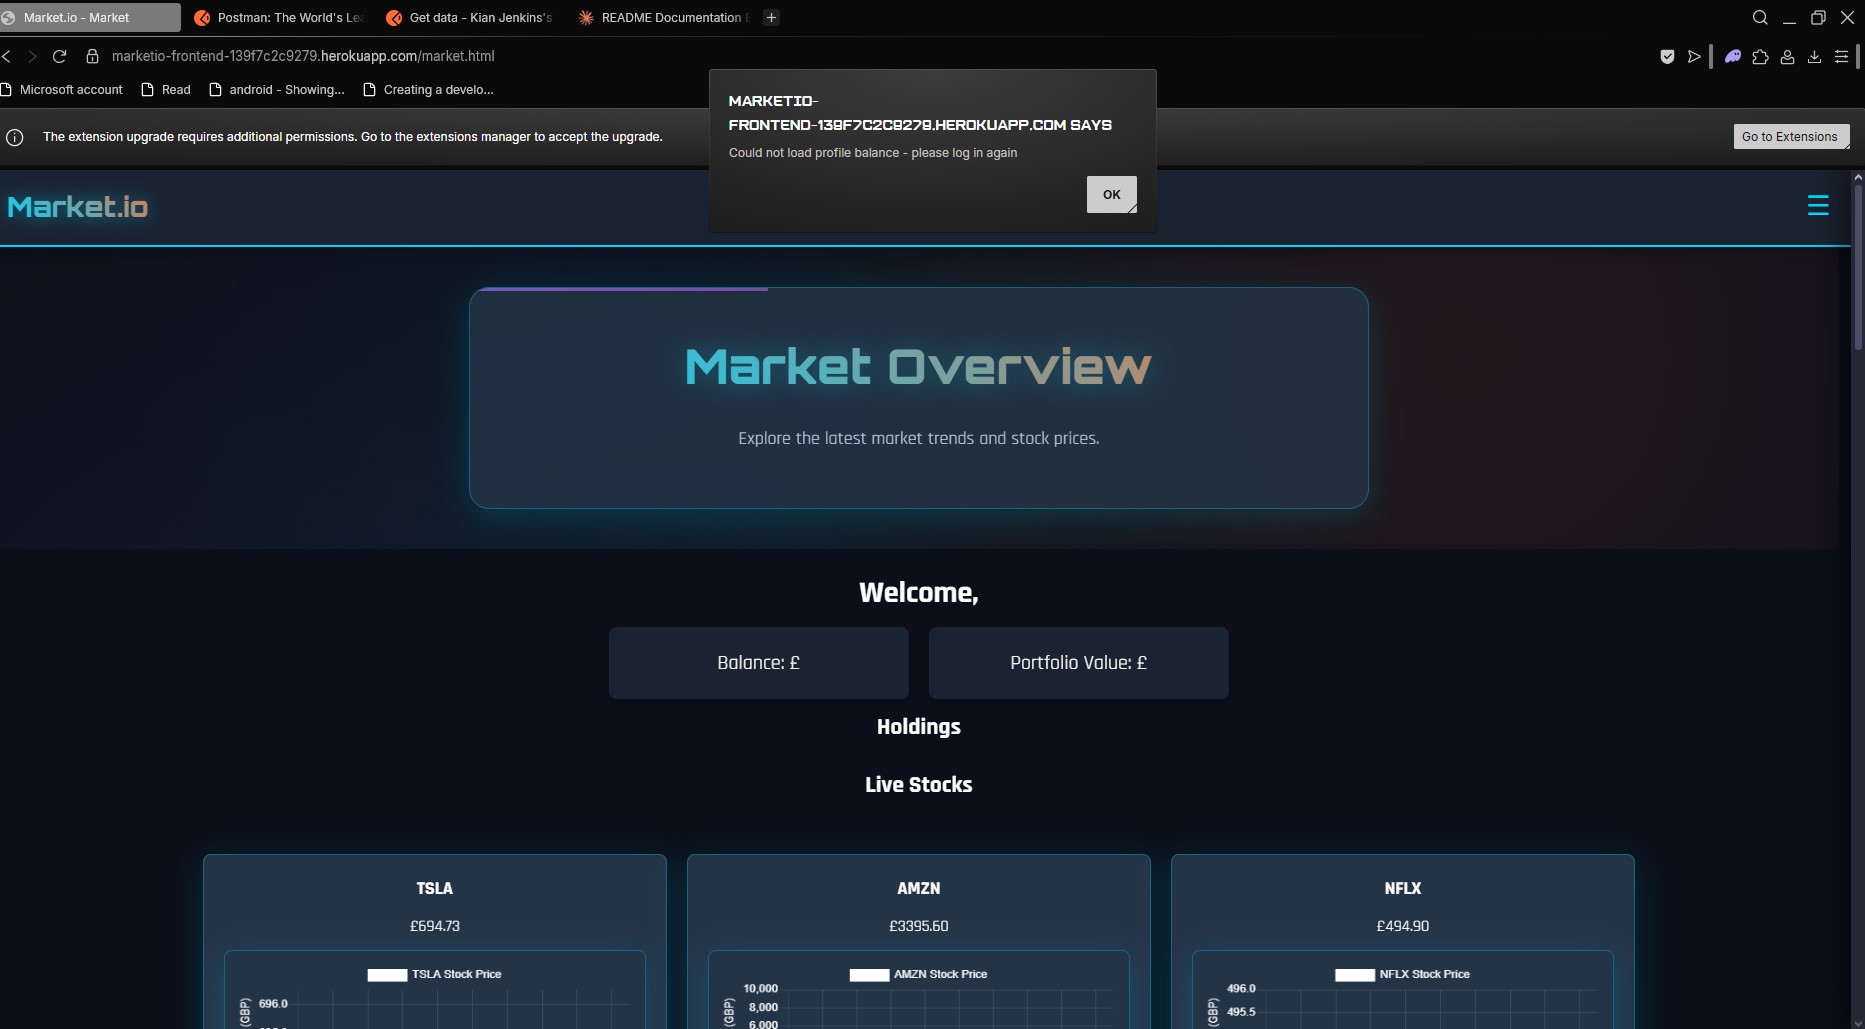 Market.io - Market
Postman: The World's Le
Get data - Kian Jenkins's
README Documentation
marketio-frontend-139f7c2c9279.herokuapp.com/market.html
Microsoft account
Read
android - Showing...
Creating a develo...
The extension upgrade requires additional permissions. Go to the extensions manager to accept the upgrade.
Go to Extensions
MARKETIO-
FRONTEND-139F7C2C9279.HEROKUAPP.COM SAYS
Could not load profile balance - please log in again
OK
Market.io
Market Overview
Explore the latest market trends and stock prices.
Welcome,
Balance: £
Portfolio Value: £
Holdings
Live Stocks
TSLA
£694.73
TSLA Stock Price
696.0
(GBP)
AMZN
£3395.60
AMZN Stock Price
10,000
8,000
6,000
(GBP)
NFLX
£494.90
NFLX Stock Price
496.0
495.5
(GBP)